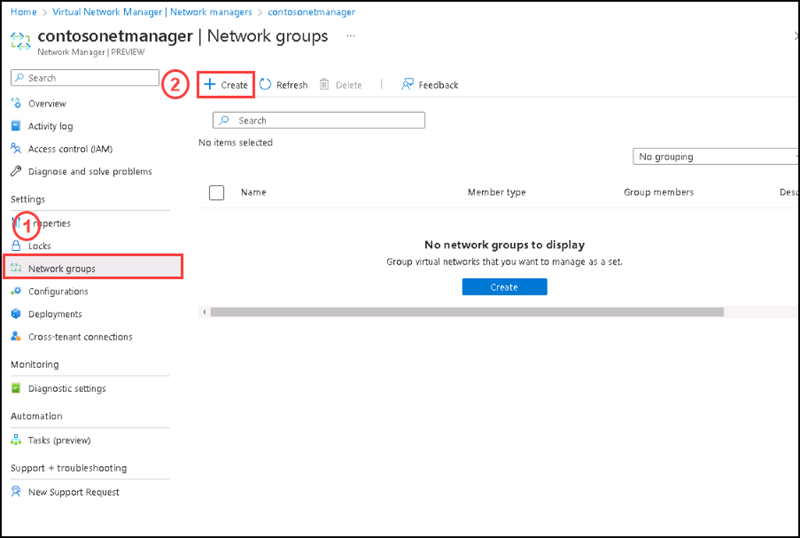 Home > Virtual Network Manager | Network managers > contosonetmanager
contosonetmanager | Network groups ...
Network Manager | PREVIEW
Search
2
Create
Refresh
Delete
Feedback
Overview
Activity log
Access control (IAM)
Diagnose and solve problems
Settings
1
Locks
Network groups
Configurations
Deployments
Cross-tenant connections
Monitoring
Diagnostic settings
Automation
Tasks (preview)
Support + troubleshooting
New Support Request
Search
No items selected
No grouping
Name
Member type
Group members
No network groups to display
Group virtual networks that you want to manage as a set.
Create